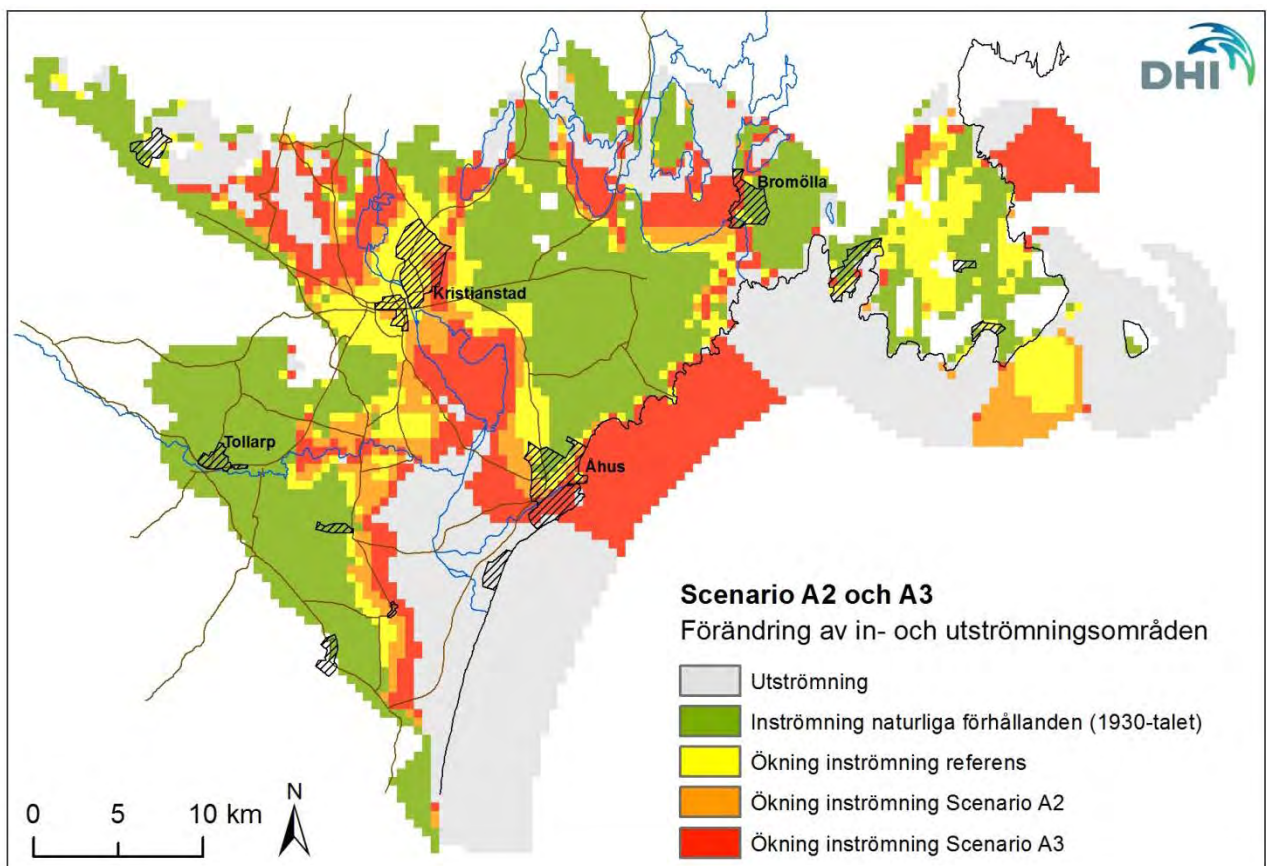 DHI
Bromölla
Kristianstad
Tollarp
Åhus
Scenario A2 och A3
Förändring av in- och utströmningsområden
Utströmning
Inströmning naturliga förhållanden (1930-talet)
Ökning inströmning referens
Ökning inströmning Scenario A2
Ökning inströmning Scenario A3
0 5 10 km
N